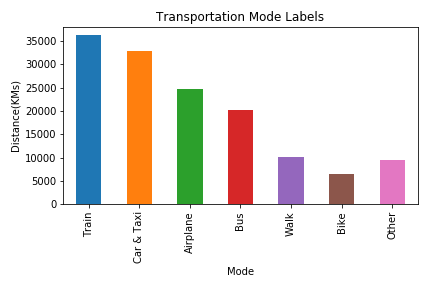 Transportation Mode Labels
Distance(KMs)
35000
30000
25000
20000
15000
10000
5000
0
Train
Car & Taxi
Airplane
Bus
Walk
Bike
Other
Mode